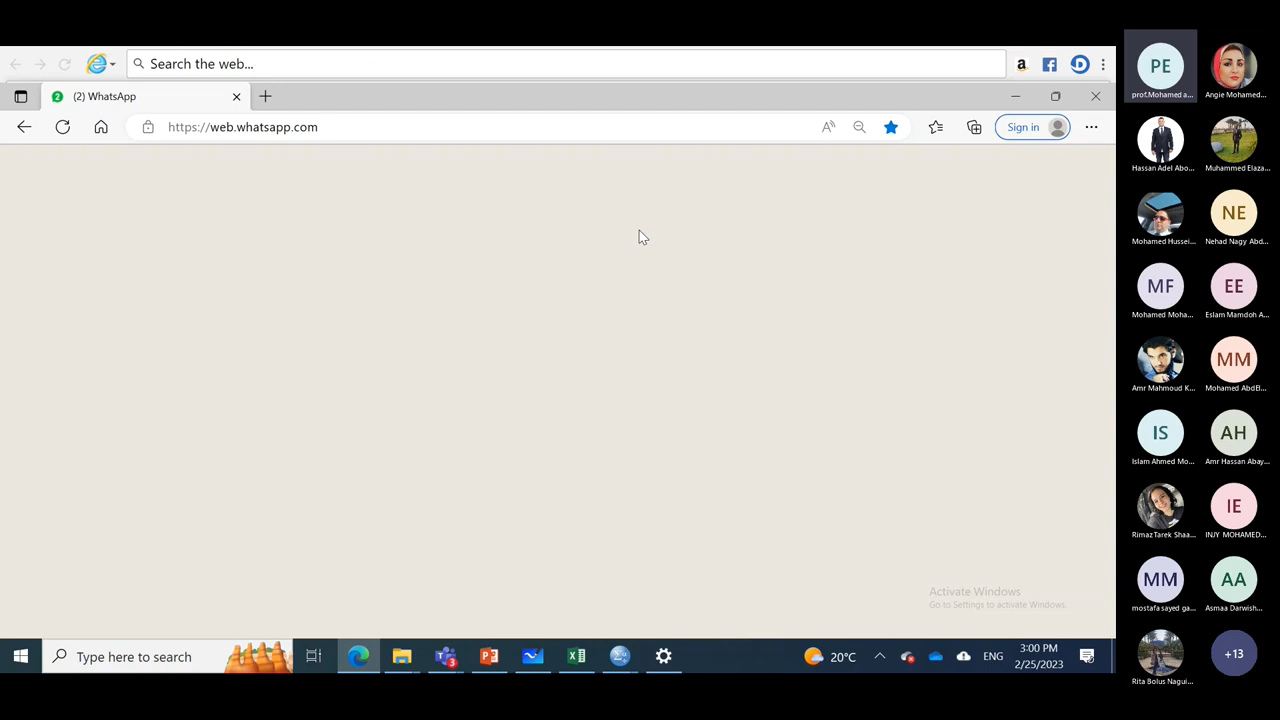 Search the web...
a
(2) WhatsApp
https://web.whatsapp.com
Sign in
Activate Windows
Go to Settings to activate Windows.
Type here to search
3
20°C
ENG
3:00 PM
2/25/2023
PE
prof.Mohamed a...
Angie Mohamed...
Hassan Adel Abo...
Muhammed Elaza...
Mohamed Hussei...
NE
Nehad Nagy Abd...
MF
Mohamed Moha...
EE
Eslam Mamdoh A...
Amr Mahmoud K...
MM
Mohamed AbdEl...
IS
Islam Ahmed Mo...
AH
Amr Hassan Abay...
Rimaz Tarek Shaa...
IE
INJY MOHAMED...
MM
mostafa sayed ga...
AA
Asmaa Darwish...
Rita Bolus Nagui...
+13